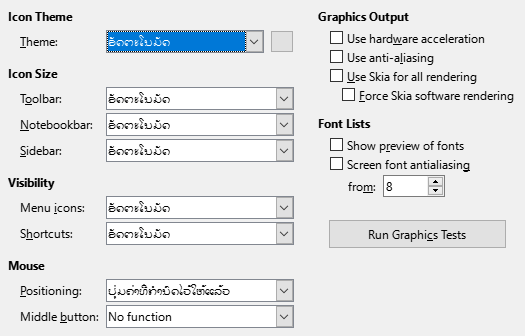 Icon Theme
Theme: ອັດຕະໂນມັດ
Icon Size
Toolbar: ອັດຕະໂນມັດ
Notebookbar: ອັດຕະໂນມັດ
Sidebar: ອັດຕະໂນມັດ
Visibility
Menu icons: ອັດຕະໂນມັດ
Shortcuts: ອັດຕະໂນມັດ
Mouse
Positioning: ປຸ່ມຄ່າທີ່ກຳນົດໄວ້ໃຫ້ແລ້ວ
Middle button: No function
Graphics Output
Use hardware acceleration
Use anti-aliasing
Use Skia for all rendering
Force Skia software rendering
Font Lists
Show preview of fonts
Screen font antialiasing
from: 8
Run Graphics Tests